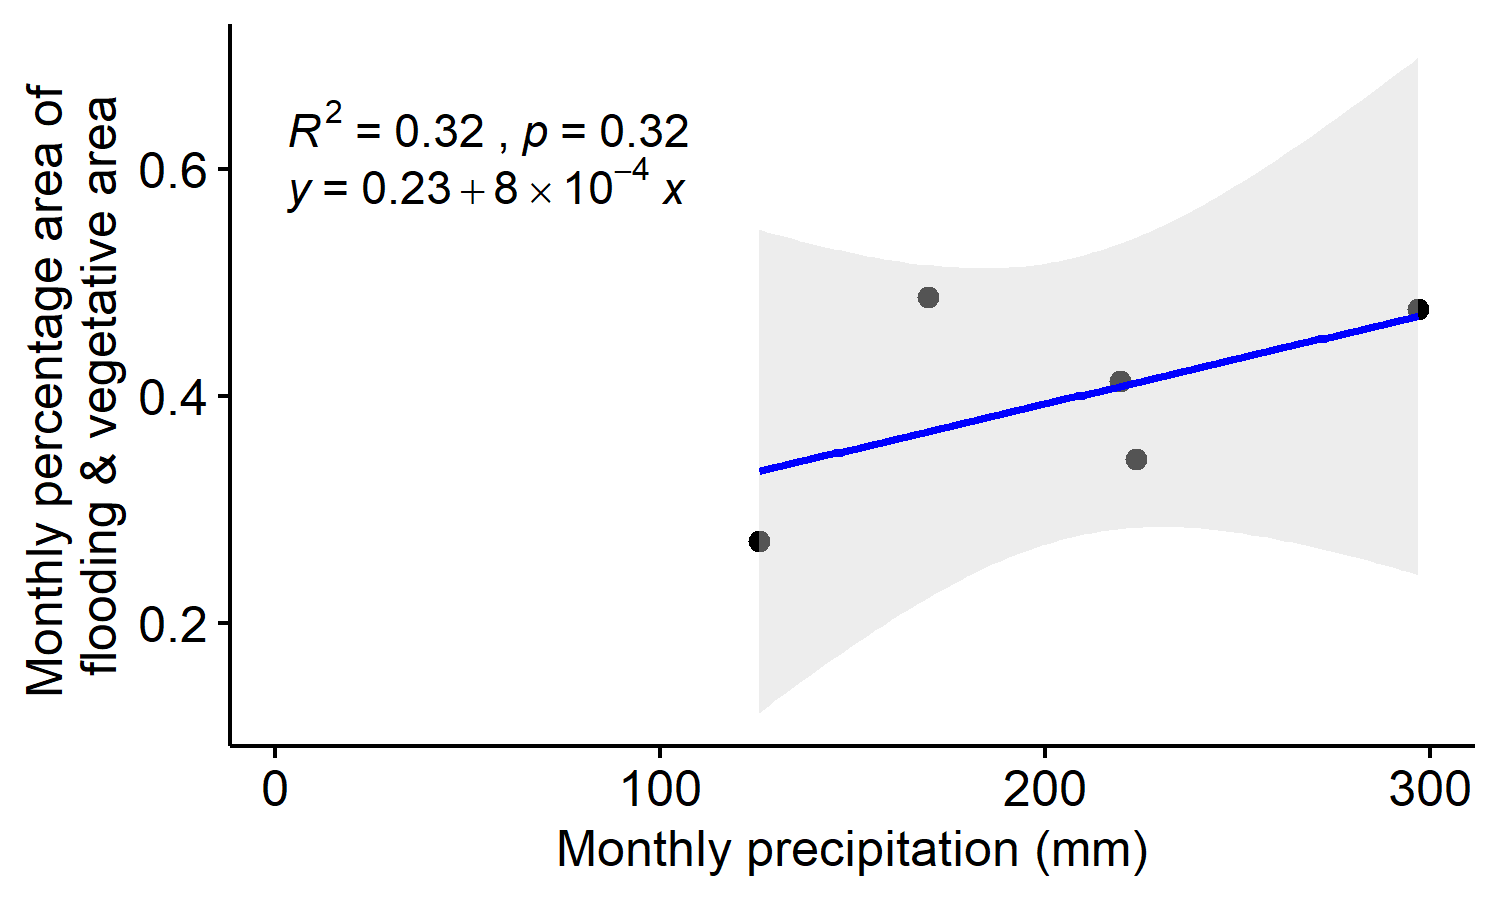 R² = 0.32 , p = 0.32
y = 0.23 + 8 × 10⁻⁴ x
Monthly percentage area of
flooding & vegetative area
0.6
0.4
0.2
0 100 200 300
Monthly precipitation (mm)